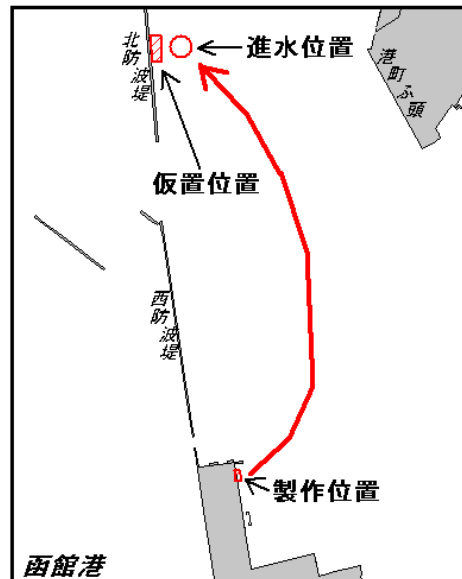 北防波堤
進水位置
港町ふ頭
仮置位置
西防波堤
製作位置
函館港